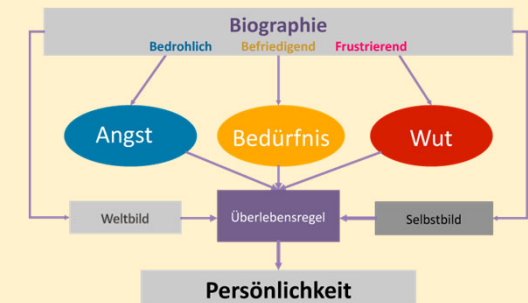 Biographie
Bedrohlich Befriedigend Frustrierend
Angst Bedürfnis Wut
Weltbild Überlebensregel Selbstbild
Persönlichkeit